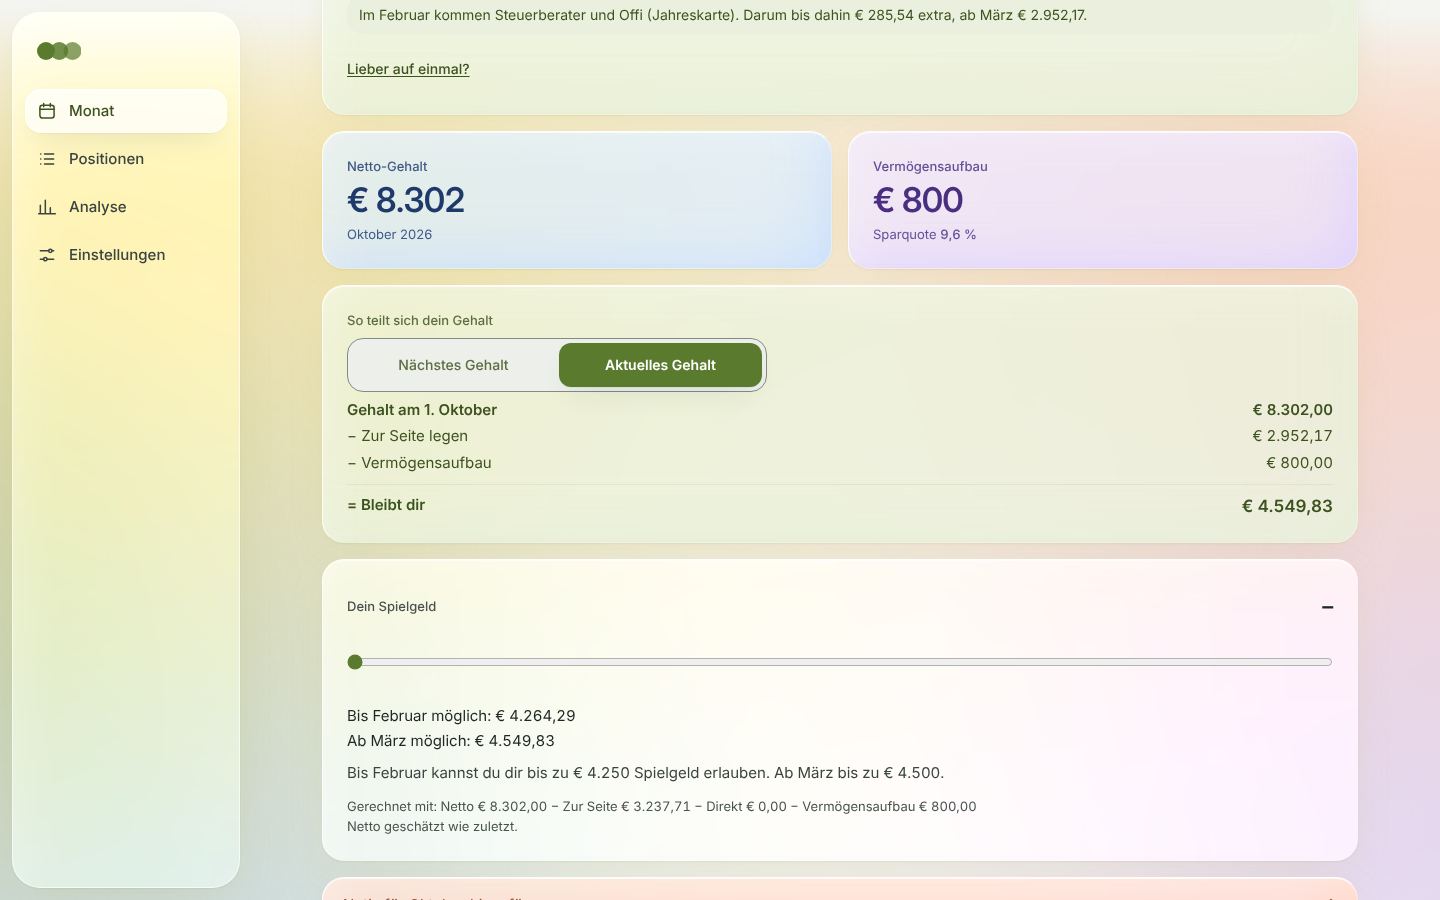 Im Februar kommen Steuerberater und Offi (Jahreskarte). Darum bis dahin € 285,54 extra, ab März € 2.952,17.
Lieber auf einmal?
Monat
Positionen
Analyse
Einstellungen
Netto-Gehalt
€ 8.302
Oktober 2026
Vermögensaufbau
€ 800
Sparquote 9,6 %
So teilt sich dein Gehalt
Nächstes Gehalt
Aktuelles Gehalt
Gehalt am 1. Oktober € 8.302,00
− Zur Seite legen € 2.952,17
− Vermögensaufbau € 800,00
= Bleibt dir € 4.549,83
Dein Spielgeld –
Bis Februar möglich: € 4.264,29
Ab März möglich: € 4.549,83
Bis Februar kannst du dir bis zu € 4.250 Spielgeld erlauben. Ab März bis zu € 4.500.
Gerechnet mit: Netto € 8.302,00 − Zur Seite € 3.237,71 − Direkt € 0,00 − Vermögensaufbau € 800,00
Netto geschätzt wie zuletzt.